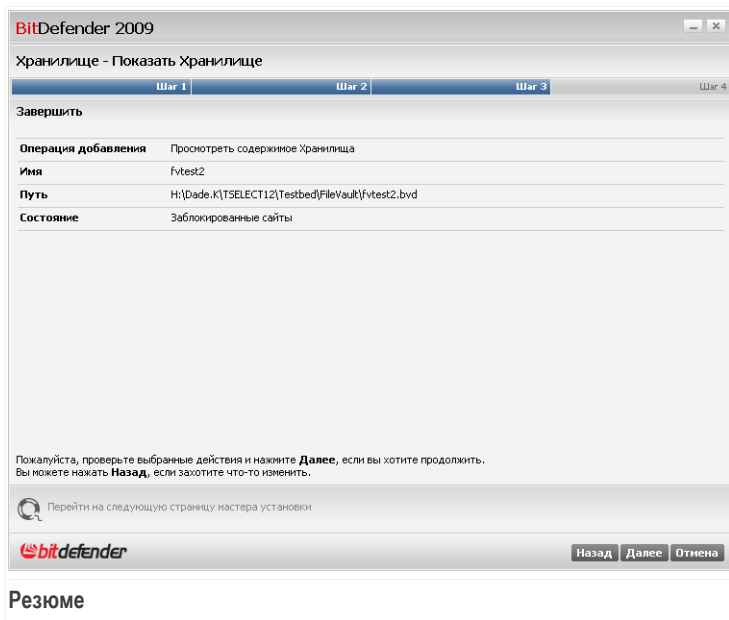 BitDefender 2009
Хранилище - Показать Хранилище
Шаг 1 Шаг 2 Шаг 3 Шаг 4
Завершить
Операция добавления Просмотреть содержимое Хранилища
Имя fvtest2
Путь H:\Dade.K\TSELECT12\Testbed\FileVault\fvtest2.bvd
Состояние Заблокированные сайты
Пожалуйста, проверьте выбранные действия и нажмите Далее, если вы хотите продолжить.
Вы можете нажать Назад, если захотите что-то изменить.
Перейти на следующую страницу мастера установки
bitdefender
Назад Далее Отмена
Резюме